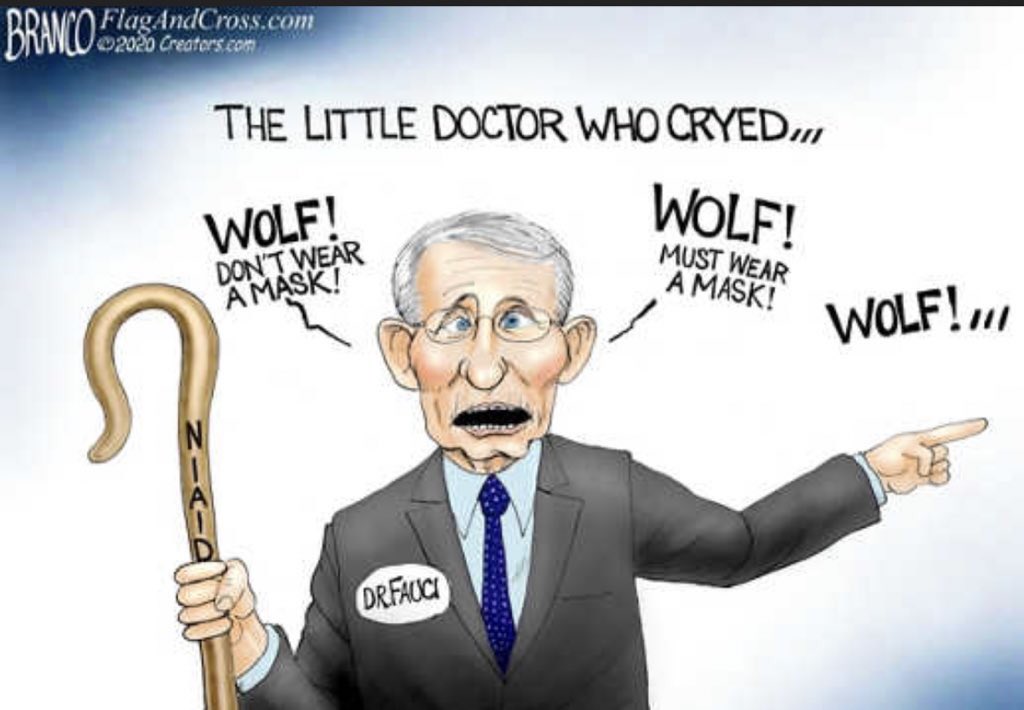 BRANCO FlagAndCross.com
©2020 Creators.com
THE LITTLE DOCTOR WHO CRYED...
WOLF!
DON'T WEAR
A MASK!
WOLF!
MUST WEAR
A MASK!
WOLF!...
NIAID
DR.FAUCI